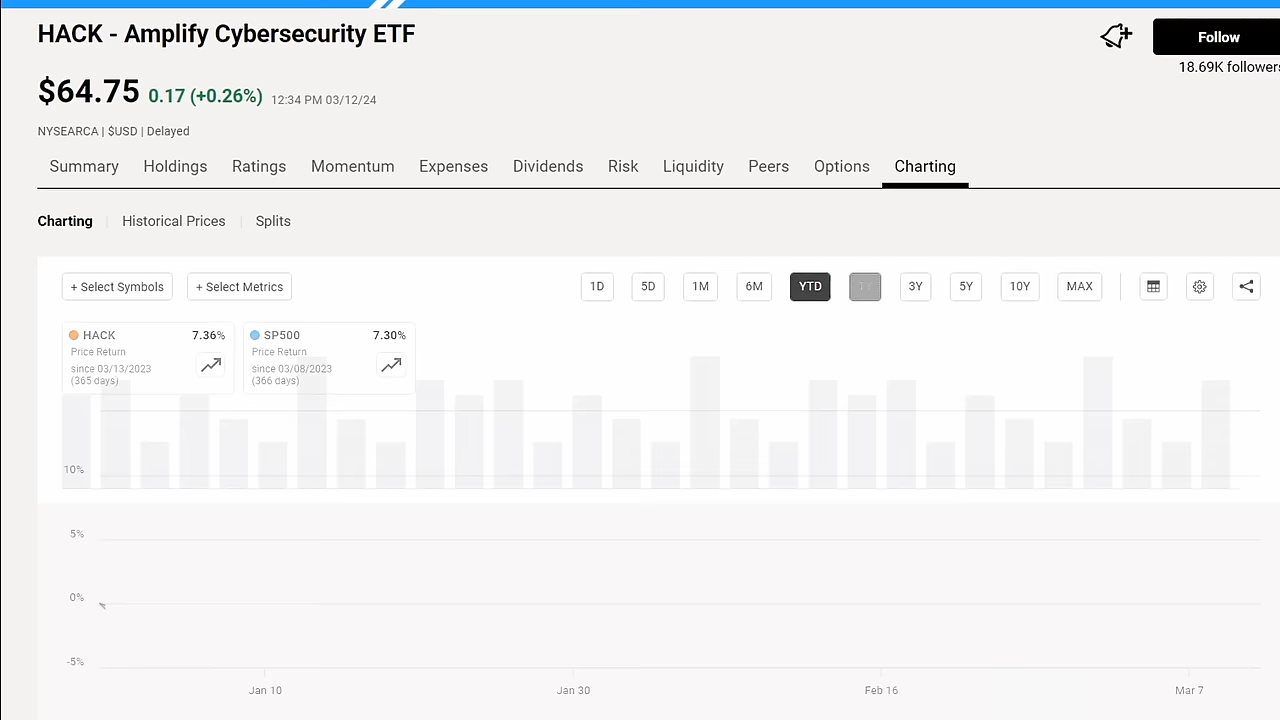 HACK - Amplify Cybersecurity ETF
Follow
18.69K followers
$64.75 0.17 (+0.26%) 12:34 PM 03/12/24
NYSEARCA | $USD | Delayed
Summary Holdings Ratings Momentum Expenses Dividends Risk Liquidity Peers Options Charting
Charting | Historical Prices | Splits
+ Select Symbols + Select Metrics 1D 5D 1M 6M YTD 1Y 3Y 5Y 10Y MAX
HACK 7.36% SP500 7.30%
Price Return Price Return
since 03/13/2023 since 03/08/2023
(365 days) (366 days)
10%
5%
0%
-5%
Jan 10 Jan 30 Feb 16 Mar 7